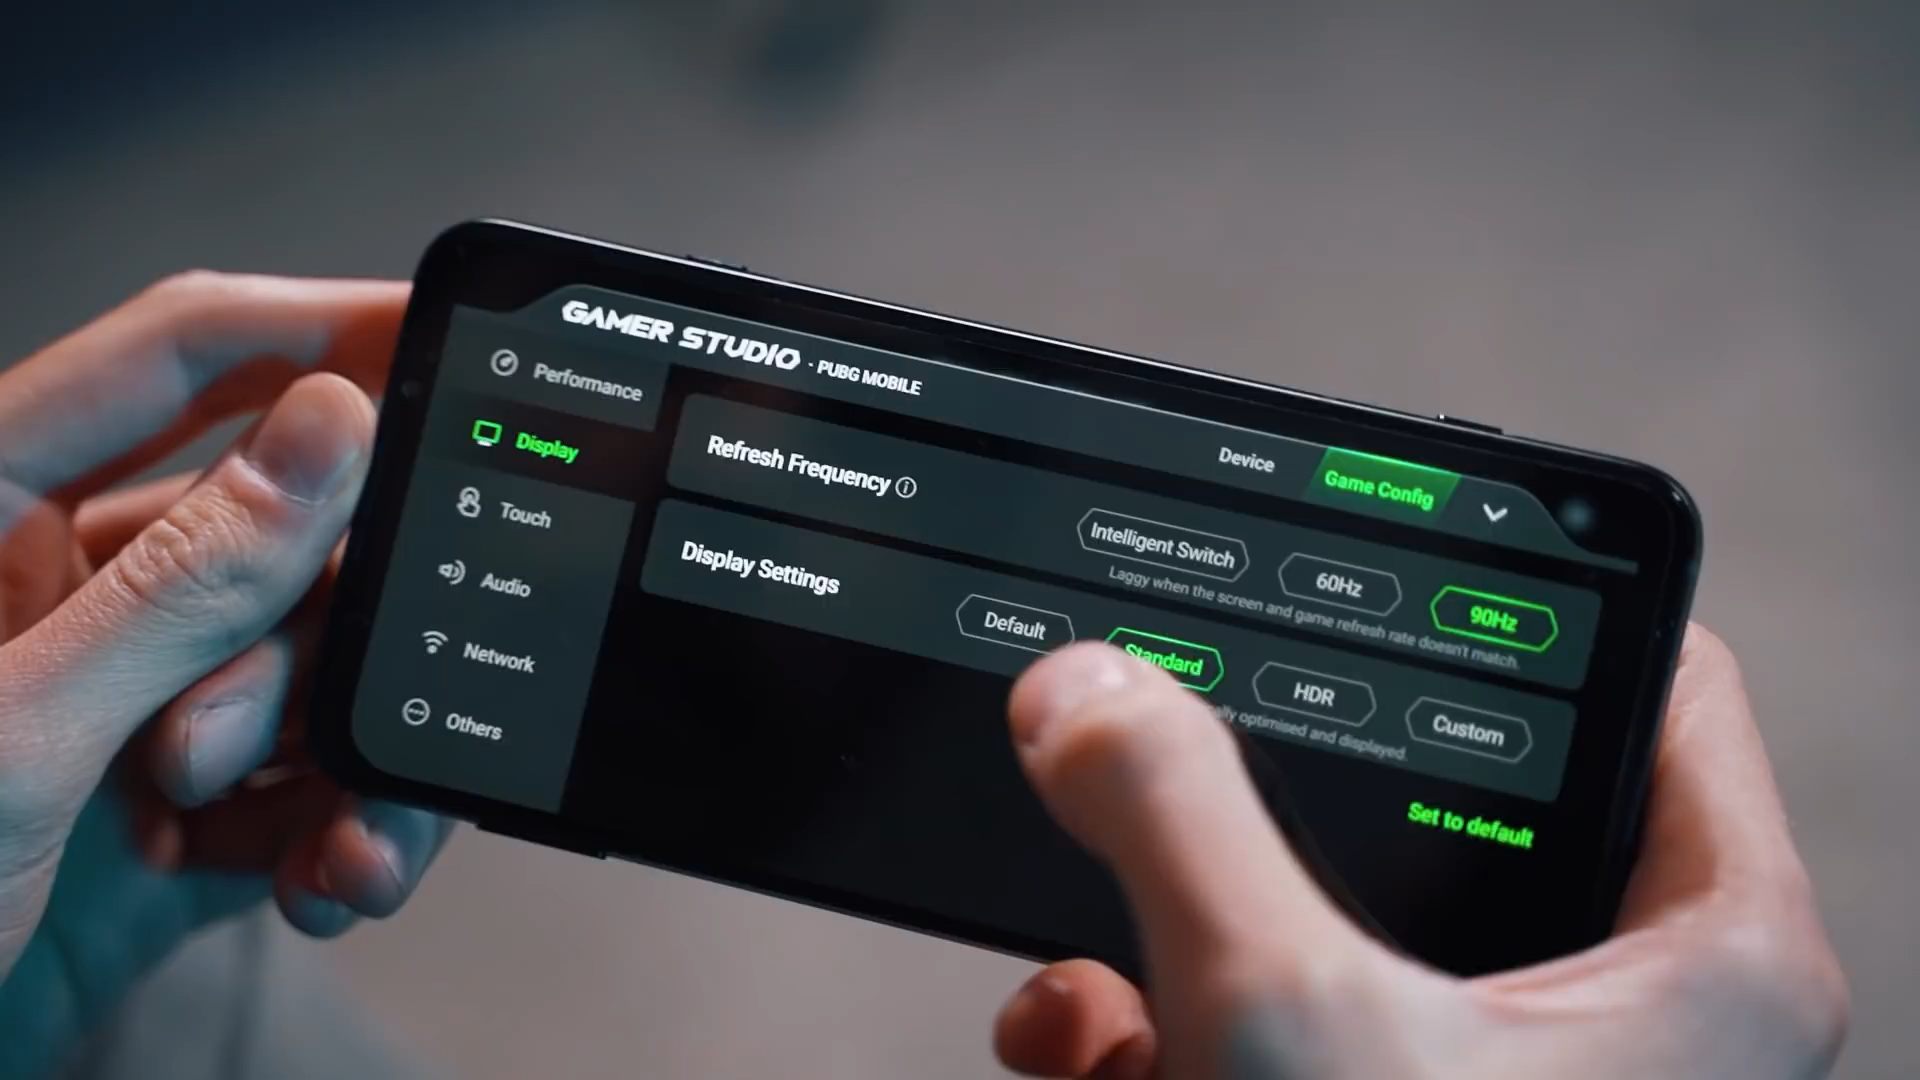 GAMER STUDIO · PUBG MOBILE
Device
Game Config
Performance
Display
Touch
Audio
Network
Others
Refresh Frequency
Intelligent Switch
60Hz
90Hz
Laggy when the screen and game refresh rate doesn't match.
Display Settings
Default
Standard
HDR
Custom
optimised and displayed.
Set to default